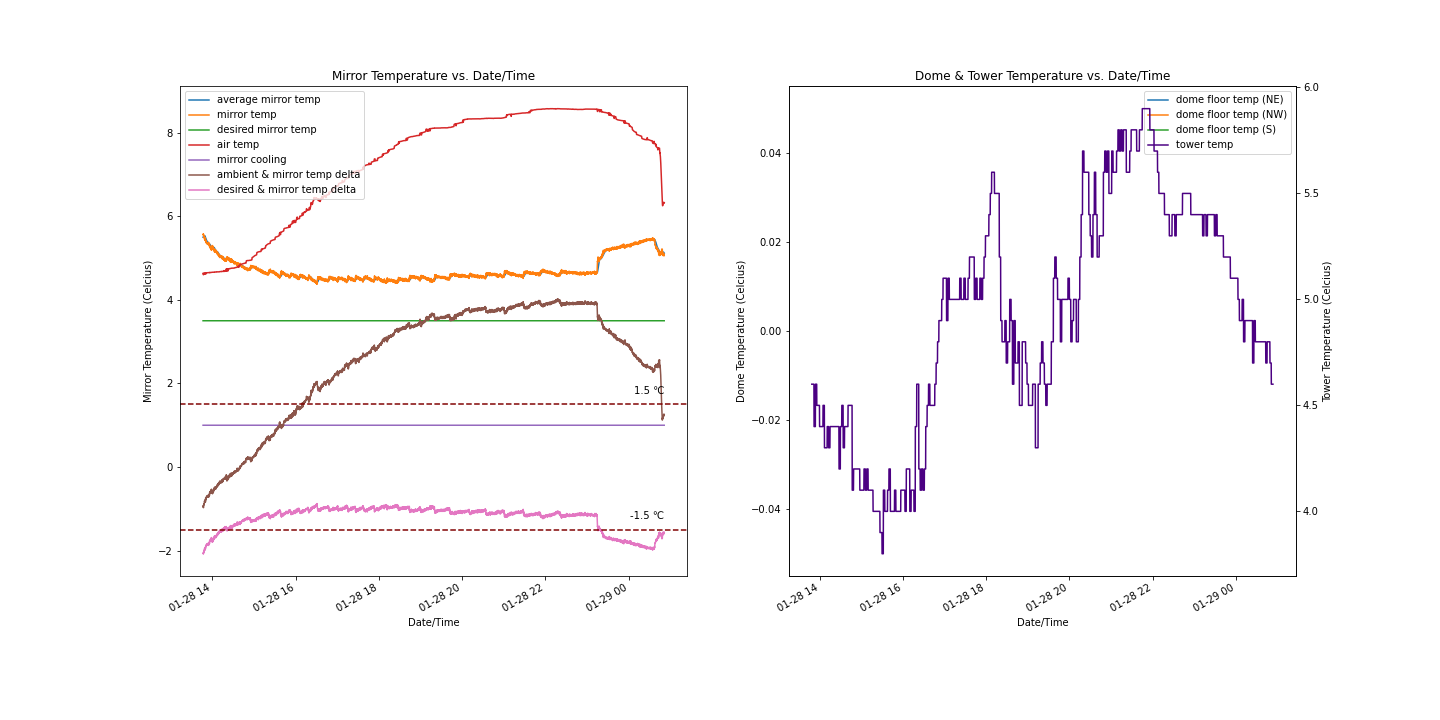 Mirror Temperature vs. Date/Time
average mirror temp
mirror temp
desired mirror temp
air temp
mirror cooling
ambient & mirror temp delta
desired & mirror temp delta
8
6
4
2
0
−2
Mirror Temperature (Celcius)
1.5 °C
-1.5 °C
01-28 14
01-28 16
01-28 18
01-28 20
01-28 22
01-29 00
Date/Time
Dome & Tower Temperature vs. Date/Time
dome floor temp (NE)
dome floor temp (NW)
dome floor temp (S)
tower temp
0.04
0.02
0.00
−0.02
−0.04
Dome Temperature (Celcius)
6.0
5.5
5.0
4.5
4.0
Tower Temperature (Celcius)
01-28 14
01-28 16
01-28 18
01-28 20
01-28 22
01-29 00
Date/Time